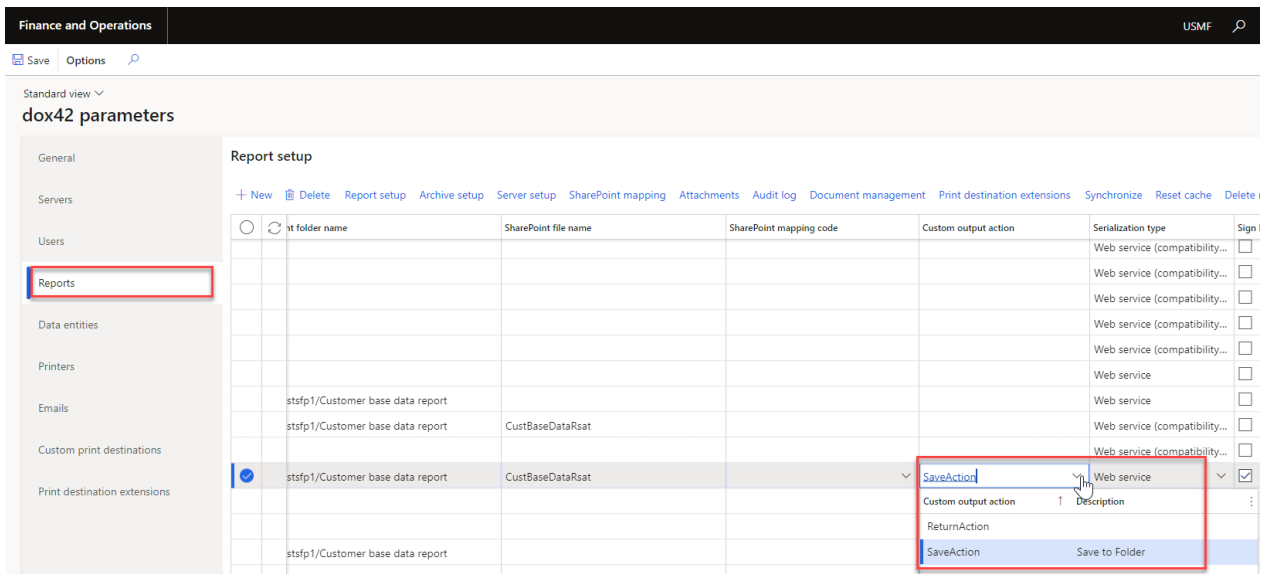 Finance and Operations USMF
Save Options
Standard view
dox42 parameters
General
Servers
Users
Reports
Data entities
Printers
Emails
Custom print destinations
Print destination extensions
Report setup
New Delete Report setup Archive setup Server setup SharePoint mapping Attachments Audit log Document management Print destination extensions Synchronize Reset cache Delete
nt folder name SharePoint file name SharePoint mapping code Custom output action Serialization type Sign
Web service (compatibility...
Web service (compatibility...
Web service (compatibility...
Web service (compatibility...
Web service (compatibility...
Web service
stsfp1/Customer base data report Web service
stsfp1/Customer base data report CustBaseDataRsat Web service (compatibility...
Web service (compatibility...
stsfp1/Customer base data report CustBaseDataRsat SaveAction Web service
Custom output action ↑ Description
ReturnAction
stsfp1/Customer base data report SaveAction Save to Folder